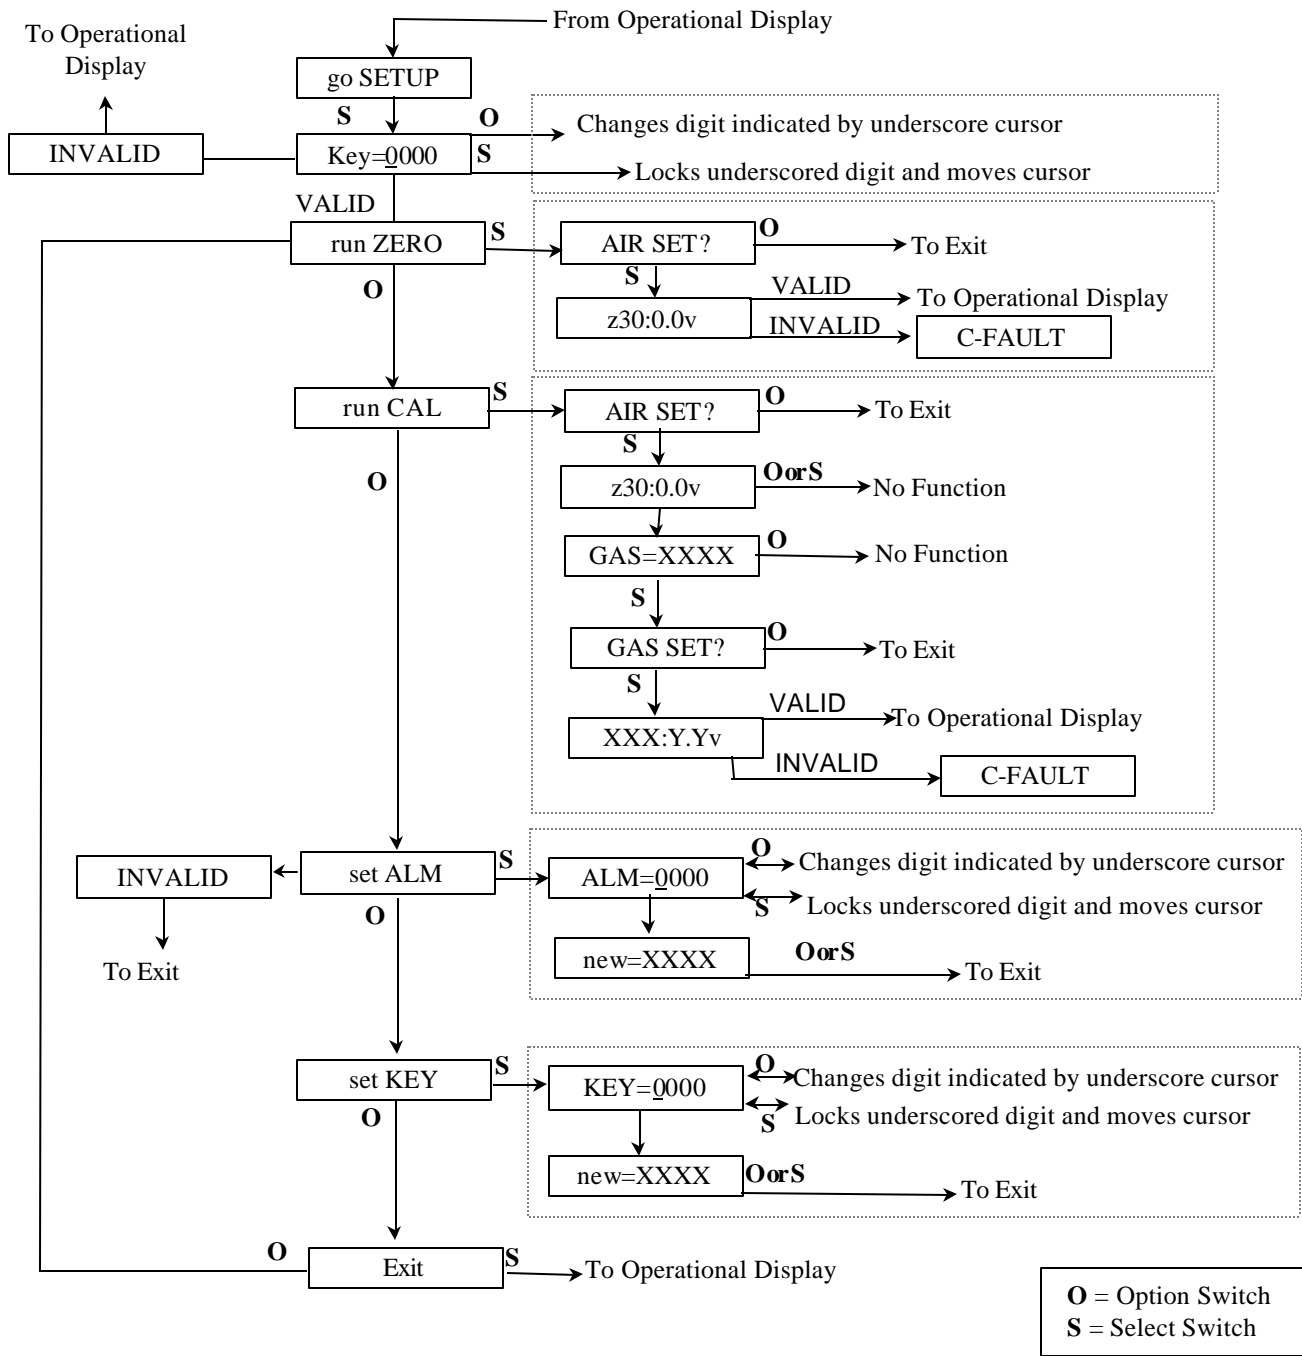 From Operational Display
To Operational
Display
go SETUP
S
INVALID
Key=0000
O
Changes digit indicated by underscore cursor
S
Locks underscored digit and moves cursor
VALID
run ZERO
S
AIR SET?
O
To Exit
S
O
z30:0.0v
VALID
To Operational Display
INVALID
C-FAULT
run CAL
S
AIR SET?
O
To Exit
S
O
z30:0.0v
OorS
No Function
GAS=XXXX
O
No Function
S
GAS SET?
O
To Exit
S
XXX:Y.Yv
VALID
To Operational Display
INVALID
C-FAULT
INVALID
set ALM
S
ALM=0000
O
Changes digit indicated by underscore cursor
S
Locks underscored digit and moves cursor
O
To Exit
new=XXXX
OorS
To Exit
set KEY
S
KEY=0000
O
Changes digit indicated by underscore cursor
S
Locks underscored digit and moves cursor
O
new=XXXX
OorS
To Exit
O
Exit
S
To Operational Display
O = Option Switch
S = Select Switch